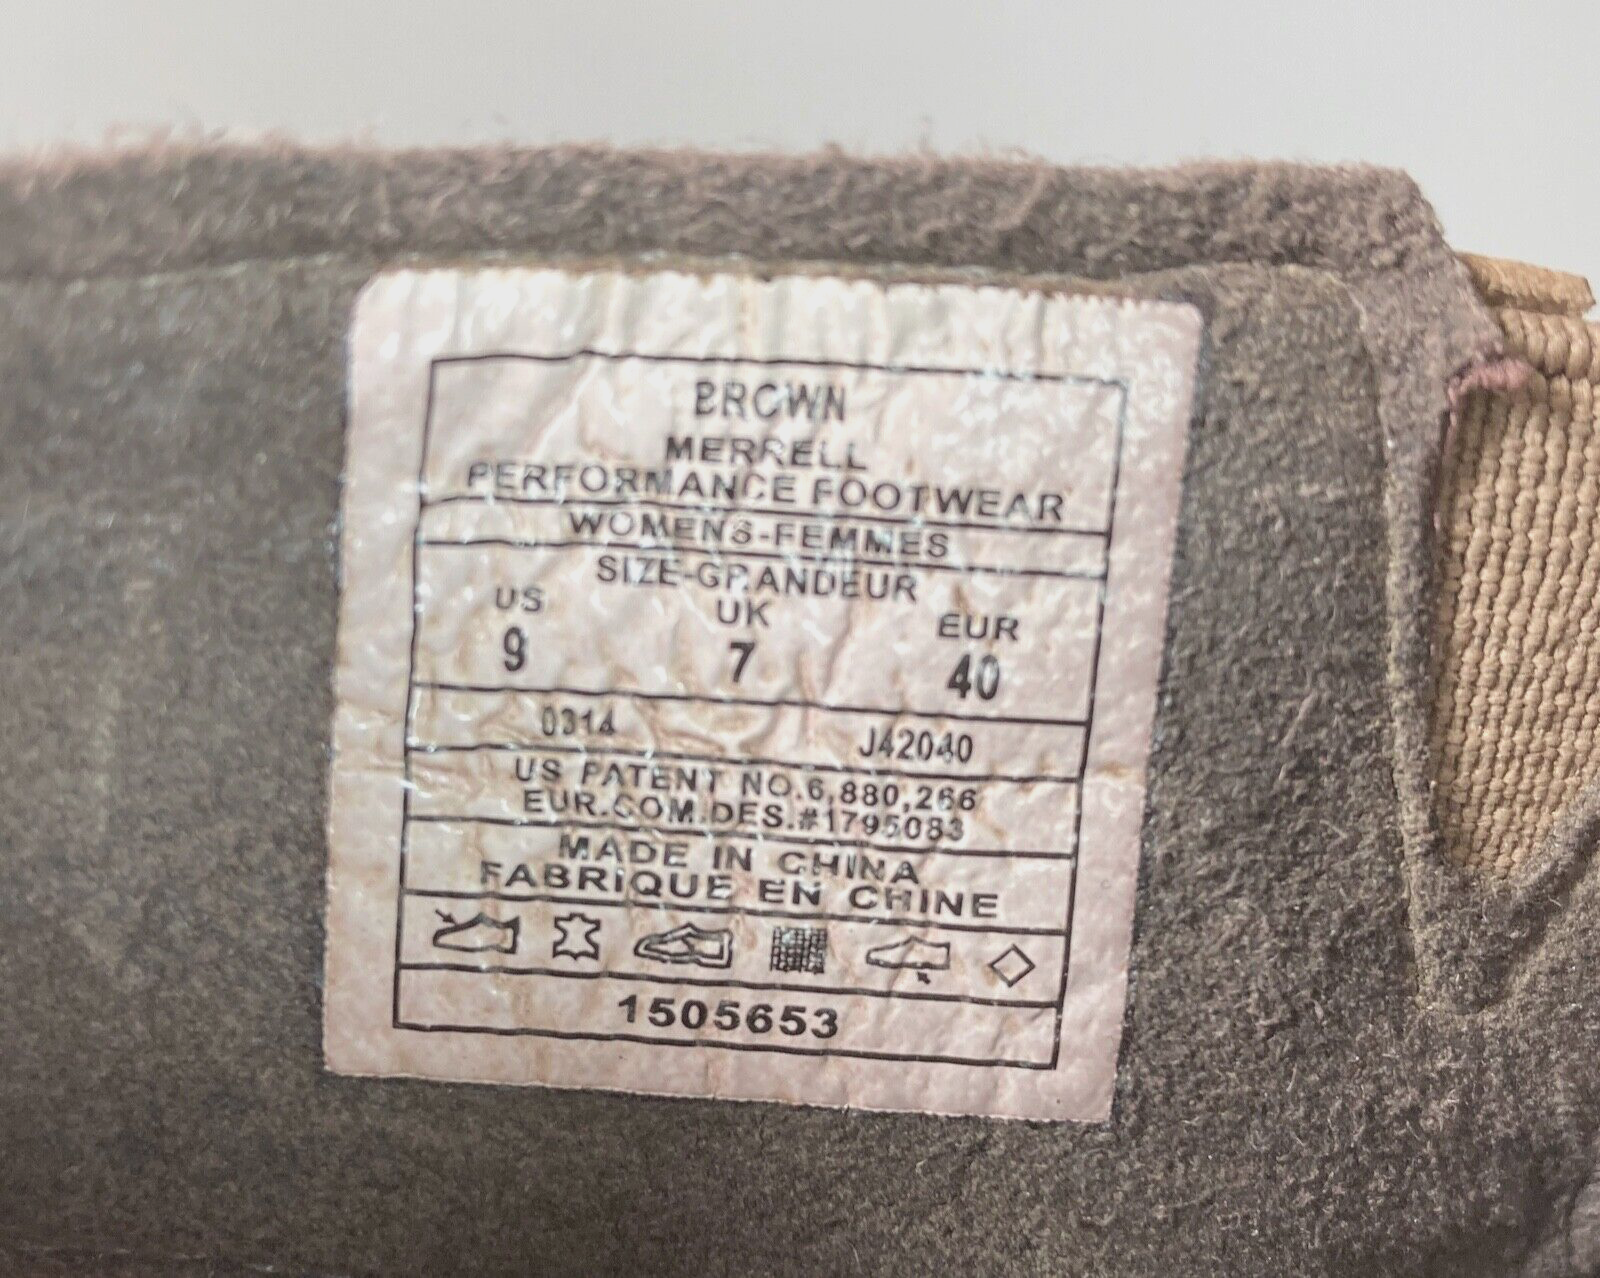 BROWN
MERRELL
PERFORMANCE FOOTWEAR
WOMENS-FEMMES
SIZE-GRANDEUR
US UK EUR
9 7 40
0314 J42040
US PATENT NO.6,880,266
EUR.COM.DES.#1795083
MADE IN CHINA
FABRIQUE EN CHINE
1505653